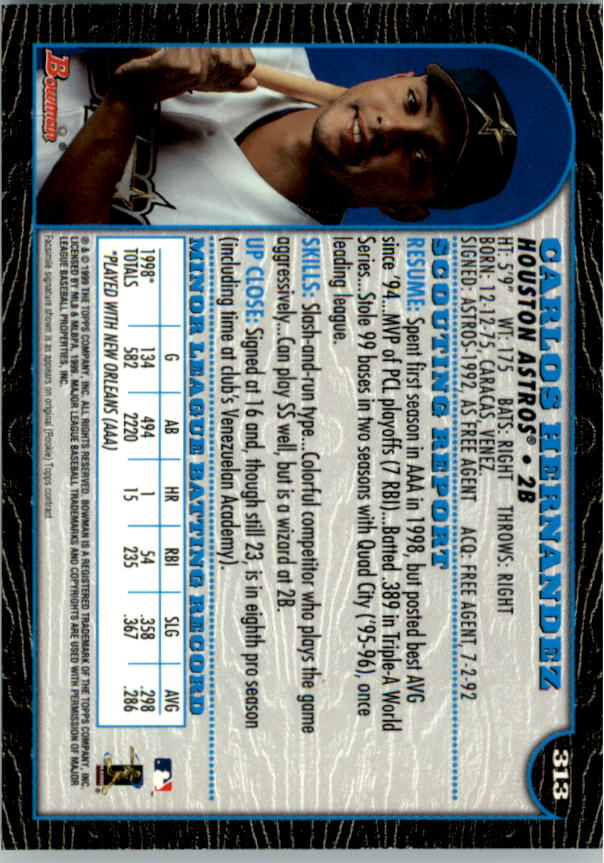 313
CARLOS HERNANDEZ
HOUSTON ASTROS® • 2B
HT: 5'9" WT: 175 BATS: RIGHT THROWS: RIGHT
BORN: 12-12-75, CARACAS, VENEZ.
SIGNED: ASTROS-1992, AS FREE AGENT ACQ: FREE AGENT, 7-2-92
SCOUTING REPORT
RESUME: Spent first season in AAA in 1998, but posted best AVG
since '94...MVP of PCL playoffs (7 RBI)...Batted .389 in Triple-A World
Series...Stole 99 bases in two seasons with Quad City ('95-96), once
leading league.
SKILLS: Slash-and-run type...Colorful competitor who plays the game
aggressively...Can play SS well, but is a wizard at 2B.
UP CLOSE: Signed at 16 and, though still 23, is in eighth pro season
(including time at club's Venezuelan Academy).
MINOR LEAGUE BATTING RECORD
G AB HR RBI SLG AVG
1998* 134 494 1 54 .358 .298
TOTALS 582 2220 15 235 .367 .286
*PLAYED WITH NEW ORLEANS (AAA)
® & © 1999 THE TOPPS COMPANY, INC. ALL RIGHTS RESERVED. BOWMAN IS A REGISTERED TRADEMARK OF THE TOPPS COMPANY, INC.
LICENSED BY MLB & MLBPA, 1999. MAJOR LEAGUE BASEBALL TRADEMARKS AND COPYRIGHTS ARE USED WITH PERMISSION OF MAJOR
LEAGUE BASEBALL PROPERTIES, INC.
Facsimile signature shown is as appears on original (Rookie) Topps contract
Bowman®